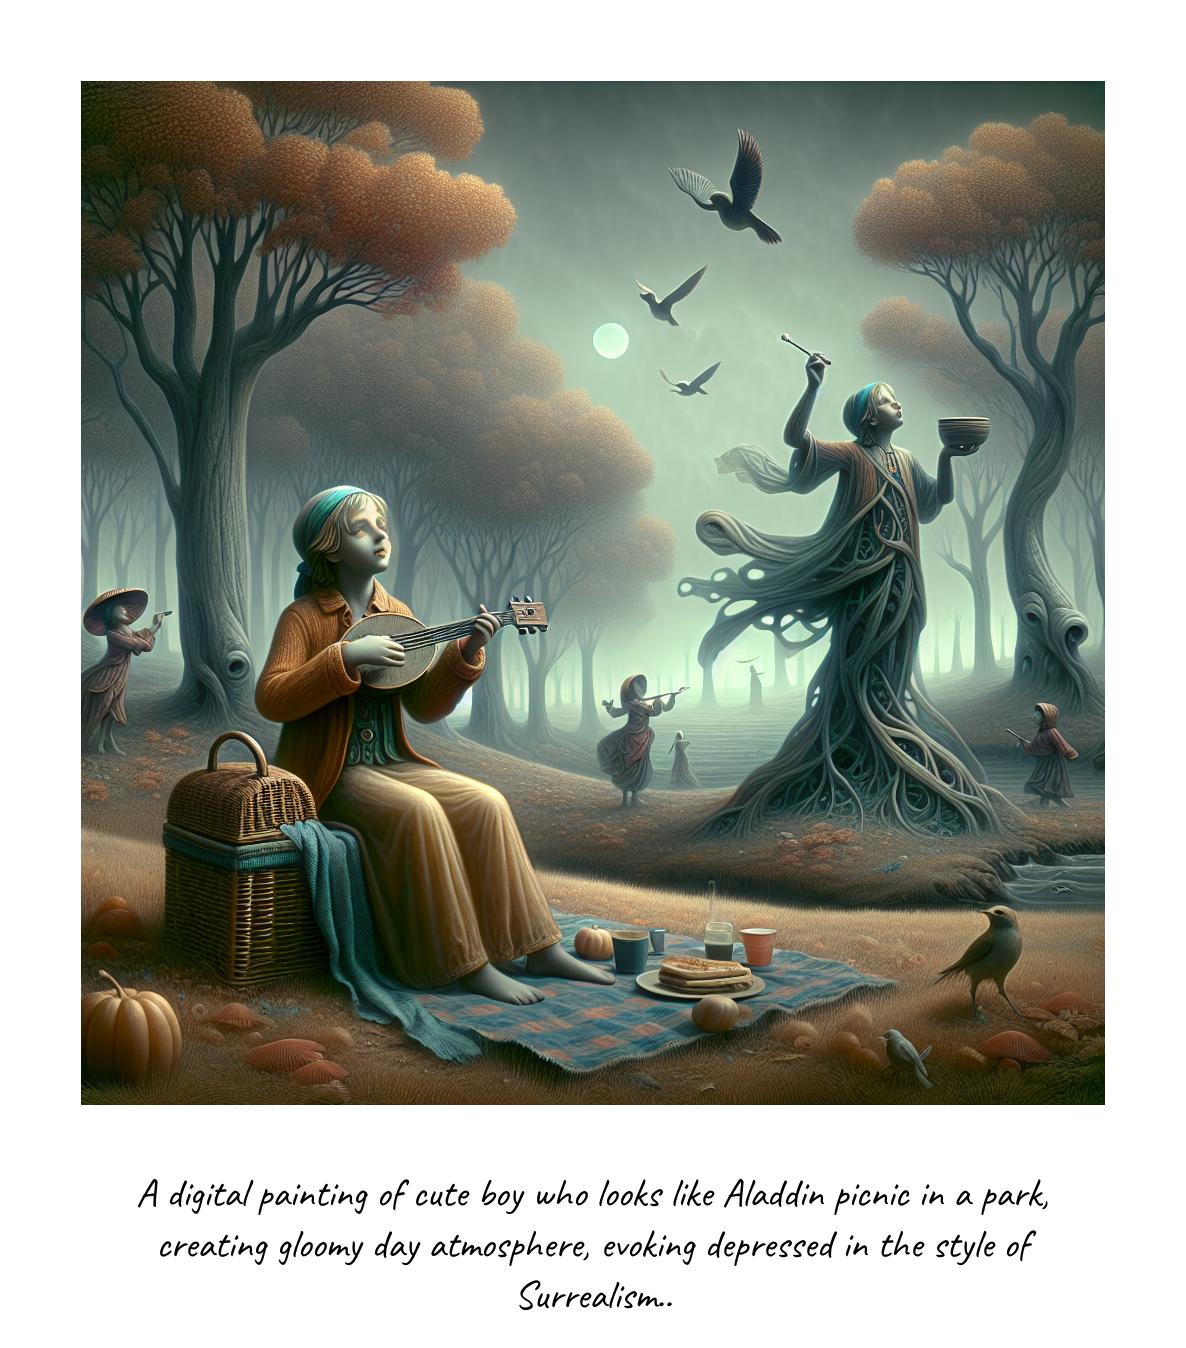 A digital painting of cute boy who looks like Aladdin picnic in a park,
creating gloomy day atmosphere, evoking depressed in the style of
Surrealism..